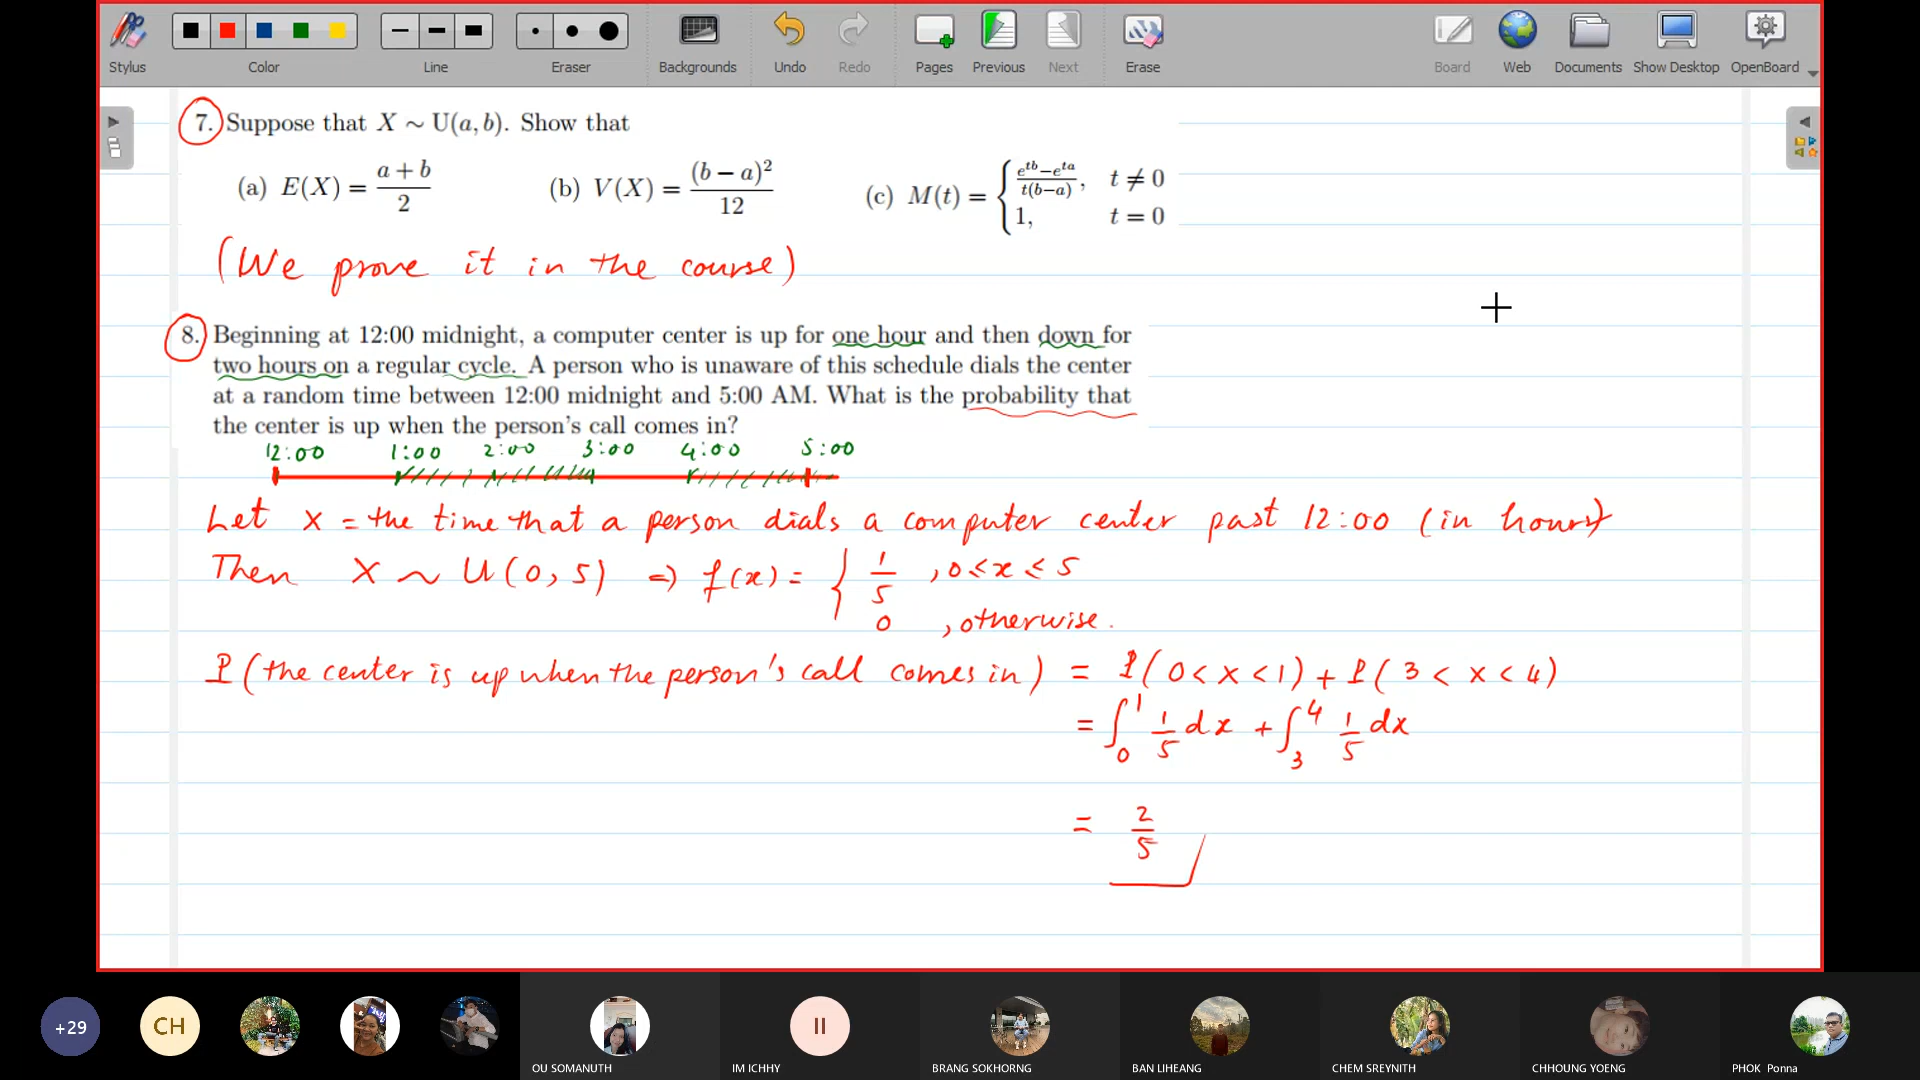 Stylus Color Line Eraser Backgrounds Undo Redo Pages Previous Next Erase Board Web Documents Show Desktop OpenBoard
7. Suppose that X ~ U(a, b). Show that
(a) E(X) = (a + b)/2 (b) V(X) = (b − a)²/12 (c) M(t) = { (e^{tb} − e^{ta})/(t(b−a)), t ≠ 0
1, t = 0
(We prove it in the course)
8. Beginning at 12:00 midnight, a computer center is up for one hour and then down for
two hours on a regular cycle. A person who is unaware of this schedule dials the center
at a random time between 12:00 midnight and 5:00 AM. What is the probability that
the center is up when the person's call comes in?
12:00 1:00 2:00 3:00 4:00 5:00
Let X = the time that a person dials a computer center past 12:00 (in hours)
Then X ~ U(0, 5) ⇒ f(x) = { 1/5 , 0 < x < 5
0 , otherwise.
P(the center is up when the person's call comes in) = P(0 < X < 1) + P(3 < X < 4)
= ∫₀¹ 1/5 dx + ∫₃⁴ 1/5 dx
= 2/5
+29 CH II
OU SOMANUTH IM ICHHY BRANG SOKHORNG BAN LIHEANG CHEM SREYNITH CHHOUNG YOENG PHOK Ponna